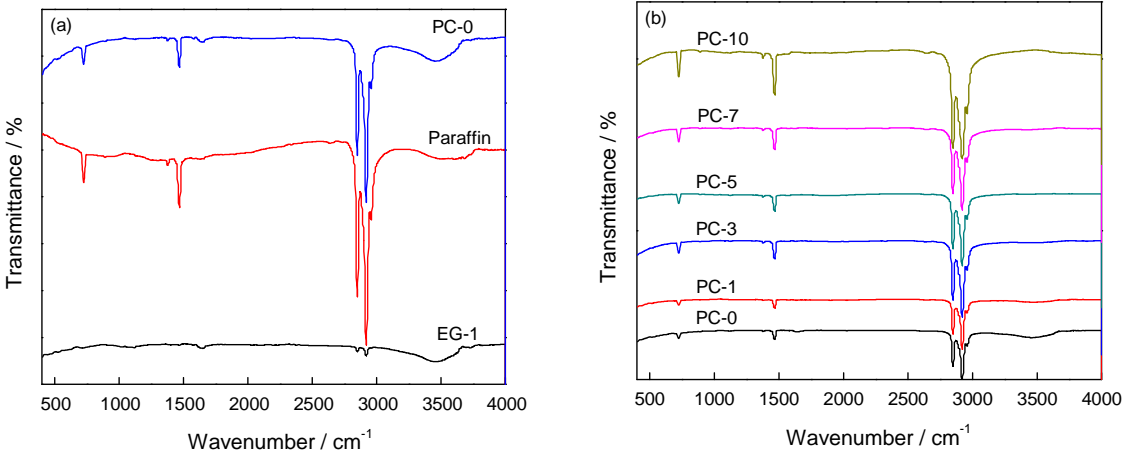 (a)
PC-0
Paraffin
EG-1
Transmittance / %
500 1000 1500 2000 2500 3000 3500 4000
Wavenumber / cm⁻¹
(b)
PC-10
PC-7
PC-5
PC-3
PC-1
PC-0
Transmittance / %
500 1000 1500 2000 2500 3000 3500 4000
Wavenumber / cm⁻¹